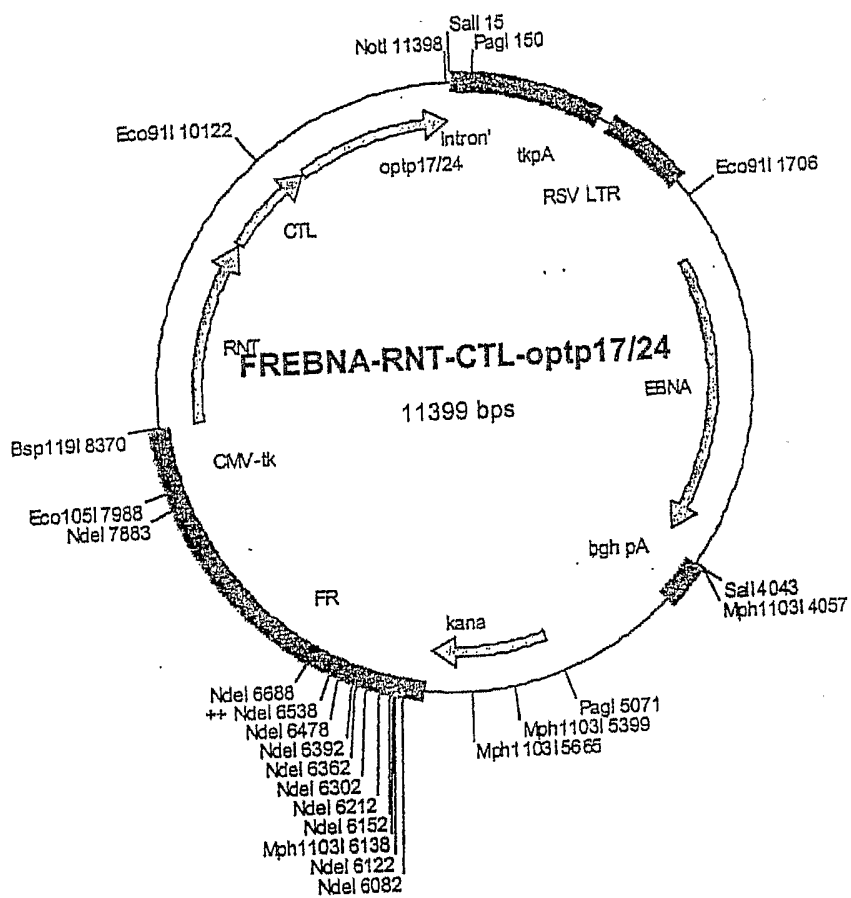 SalI 15
NotI 11398
PagI 150
Eco91I 10122
Intron'
optp17/24
tkpA
Eco91I 1706
RSV LTR
CTL
RNT
FREBNA-RNT-CTL-optp17/24
EBNA
11399 bps
Bsp119I 8370
CMV-tk
Eco105I 7988
NdeI 7883
bgh pA
SalI 4043
Mph1103I 4057
FR
kana
NdeI 6688
++ NdeI 6538
NdeI 6478
NdeI 6392
NdeI 6362
NdeI 6302
NdeI 6212
NdeI 6152
Mph1103I 6138
NdeI 6122
NdeI 6082
PagI 5071
Mph1103I 5399
Mph1103I 5665